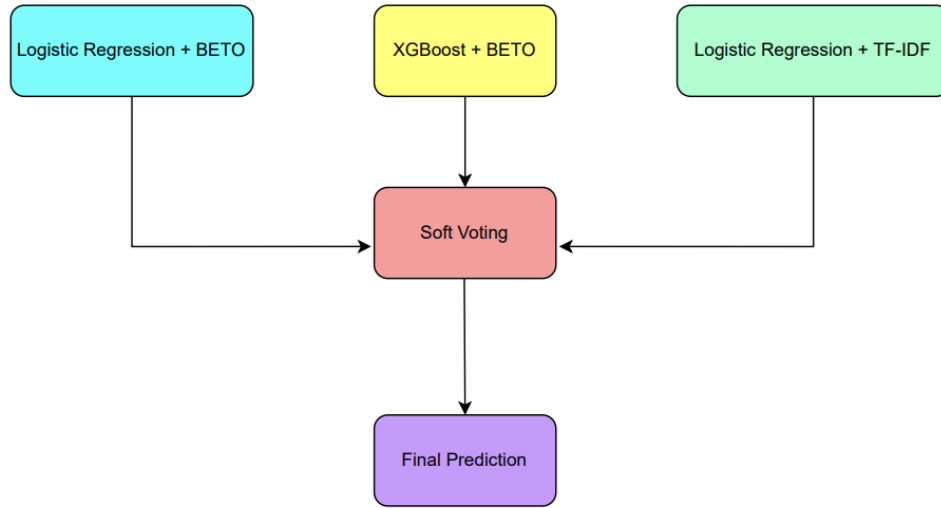 Logistic Regression + BETO
XGBoost + BETO
Logistic Regression + TF-IDF
Soft Voting
Final Prediction